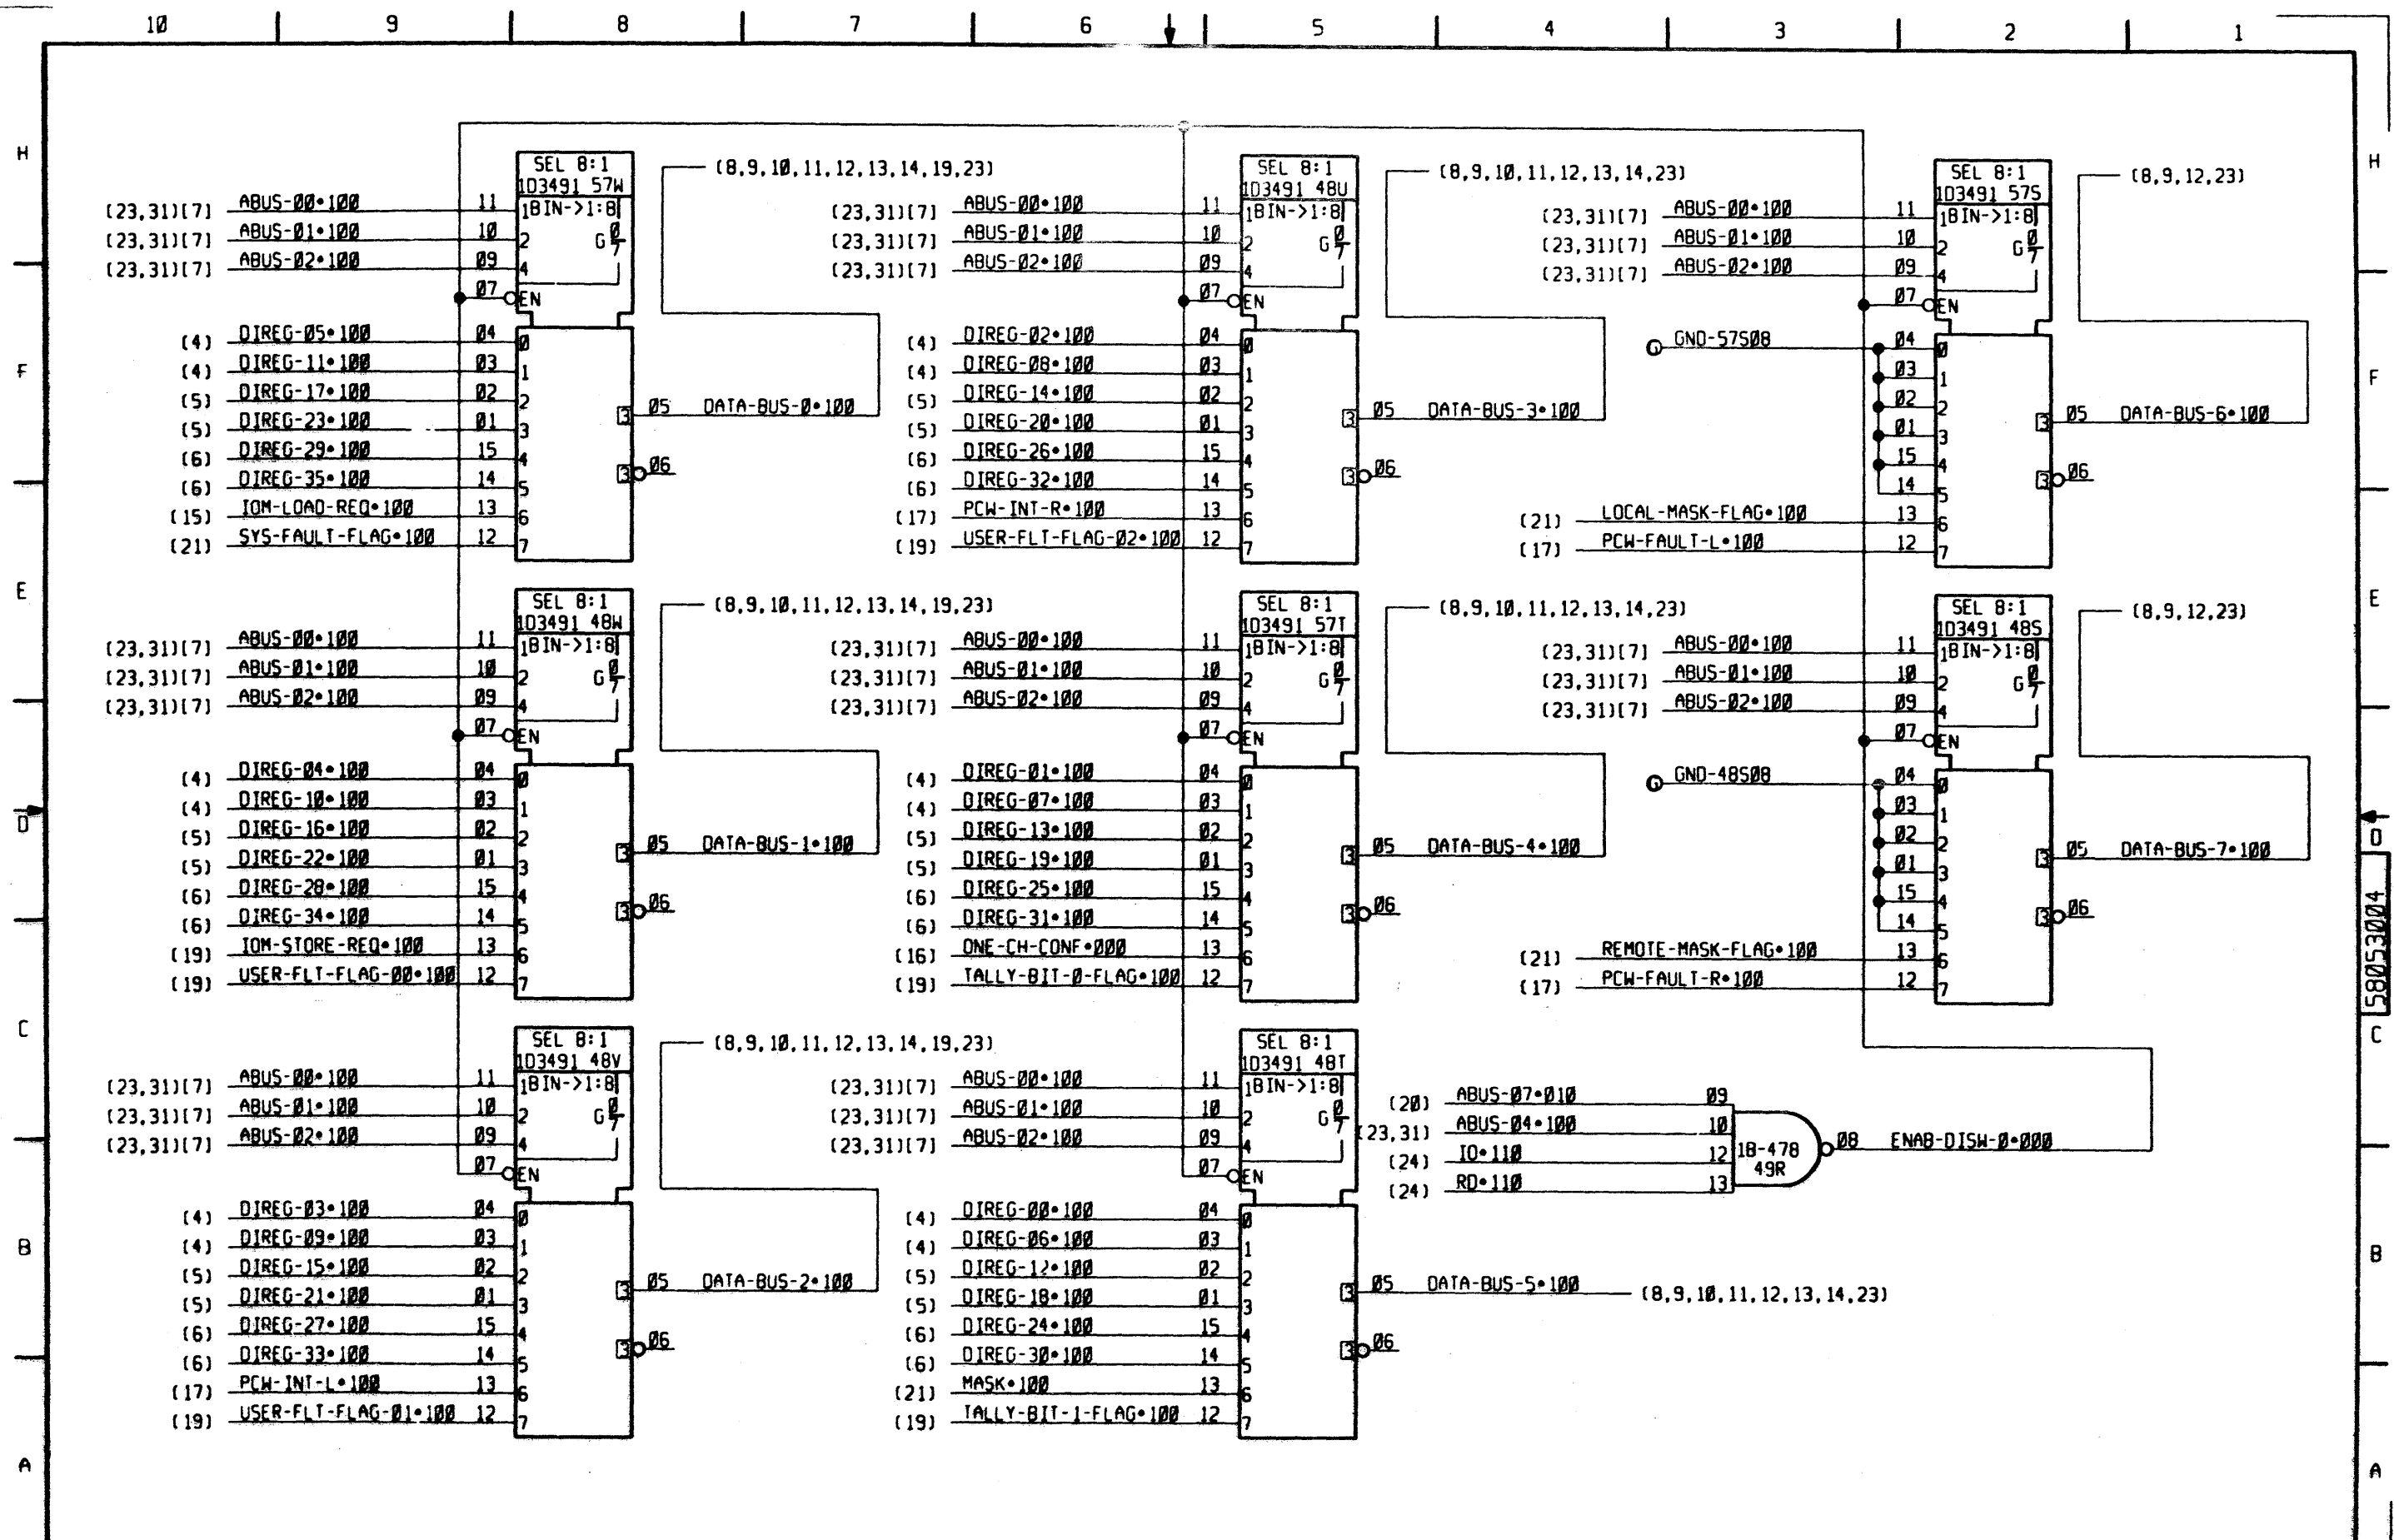 10 9 8 7 6 5 4 3 2 1
H
SEL 8:1
1D3491 57W
(8,9,10,11,12,13,14,19,23)
(23,31)[7] ABUS-00•100 11 1 BIN->1:8
(23,31)[7] ABUS-01•100 10 2 G 0/7
(23,31)[7] ABUS-02•100 09 4
07 EN
(4) DIREG-05•100 04 0
(4) DIREG-11•100 03 1
(5) DIREG-17•100 02 2
(5) DIREG-23•100 01 3
(6) DIREG-29•100 15 4
(6) DIREG-35•100 14 5
(15) IOM-LOAD-REQ•100 13 6
(21) SYS-FAULT-FLAG•100 12 7
3 05 DATA-BUS-0•100
3 06
SEL 8:1
1D3491 48U
(8,9,10,11,12,13,14,23)
(23,31)[7] ABUS-00•100 11 1 BIN->1:8
(23,31)[7] ABUS-01•100 10 2 G 0/7
(23,31)[7] ABUS-02•100 09 4
07 EN
(4) DIREG-02•100 04 0
(4) DIREG-08•100 03 1
(5) DIREG-14•100 02 2
(5) DIREG-20•100 01 3
(6) DIREG-26•100 15 4
(6) DIREG-32•100 14 5
(17) PCW-INT-R•100 13 6
(19) USER-FLT-FLAG-02•100 12 7
3 05 DATA-BUS-3•100
3 06
SEL 8:1
1D3491 57S
(8,9,12,23)
(23,31)[7] ABUS-00•100 11 1 BIN->1:8
(23,31)[7] ABUS-01•100 10 2 G 0/7
(23,31)[7] ABUS-02•100 09 4
07 EN
G GND-57S08 04 0
03 1
02 2
01 3
15 4
14 5
(21) LOCAL-MASK-FLAG•100 13 6
(17) PCW-FAULT-L•100 12 7
3 05 DATA-BUS-6•100
3 06
H
F
F
E
SEL 8:1
1D3491 48W
(8,9,10,11,12,13,14,19,23)
(23,31)[7] ABUS-00•100 11 1 BIN->1:8
(23,31)[7] ABUS-01•100 10 2 G 0/7
(23,31)[7] ABUS-02•100 09 4
07 EN
(4) DIREG-04•100 04 0
(4) DIREG-10•100 03 1
(5) DIREG-16•100 02 2
(5) DIREG-22•100 01 3
(6) DIREG-28•100 15 4
(6) DIREG-34•100 14 5
(19) IOM-STORE-REQ•100 13 6
(19) USER-FLT-FLAG-00•100 12 7
3 05 DATA-BUS-1•100
3 06
SEL 8:1
1D3491 57T
(8,9,10,11,12,13,14,23)
(23,31)[7] ABUS-00•100 11 1 BIN->1:8
(23,31)[7] ABUS-01•100 10 2 G 0/7
(23,31)[7] ABUS-02•100 09 4
07 EN
(4) DIREG-01•100 04 0
(4) DIREG-07•100 03 1
(5) DIREG-13•100 02 2
(5) DIREG-19•100 01 3
(6) DIREG-25•100 15 4
(6) DIREG-31•100 14 5
(16) ONE-CH-CONF•000 13 6
(19) TALLY-BIT-0-FLAG•100 12 7
3 05 DATA-BUS-4•100
3 06
SEL 8:1
1D3491 48S
(8,9,12,23)
(23,31)[7] ABUS-00•100 11 1 BIN->1:8
(23,31)[7] ABUS-01•100 10 2 G 0/7
(23,31)[7] ABUS-02•100 09 4
07 EN
G GND-48S08 04 0
03 1
02 2
01 3
15 4
14 5
(21) REMOTE-MASK-FLAG•100 13 6
(17) PCW-FAULT-R•100 12 7
3 05 DATA-BUS-7•100
3 06
E
D
D
58053004
C
SEL 8:1
1D3491 48V
(8,9,10,11,12,13,14,19,23)
(23,31)[7] ABUS-00•100 11 1 BIN->1:8
(23,31)[7] ABUS-01•100 10 2 G 0/7
(23,31)[7] ABUS-02•100 09 4
07 EN
(4) DIREG-03•100 04 0
(4) DIREG-09•100 03 1
(5) DIREG-15•100 02 2
(5) DIREG-21•100 01 3
(6) DIREG-27•100 15 4
(6) DIREG-33•100 14 5
(17) PCW-INT-L•100 13 6
(19) USER-FLT-FLAG-01•100 12 7
3 05 DATA-BUS-2•100
3 06
SEL 8:1
1D3491 48T
(23,31)[7] ABUS-00•100 11 1 BIN->1:8
(23,31)[7] ABUS-01•100 10 2 G 0/7
(23,31)[7] ABUS-02•100 09 4
07 EN
(4) DIREG-00•100 04 0
(4) DIREG-06•100 03 1
(5) DIREG-12•100 02 2
(5) DIREG-18•100 01 3
(6) DIREG-24•100 15 4
(6) DIREG-30•100 14 5
(21) MASK•100 13 6
(19) TALLY-BIT-1-FLAG•100 12 7
3 05 DATA-BUS-5•100 (8,9,10,11,12,13,14,23)
3 06
(20) ABUS-07•010 09
(23,31) ABUS-04•100 10
(24) IO•110 12
(24) RD•110 13
1B-478
49R
08 ENAB-DISW-0•000
C
B
B
A
A